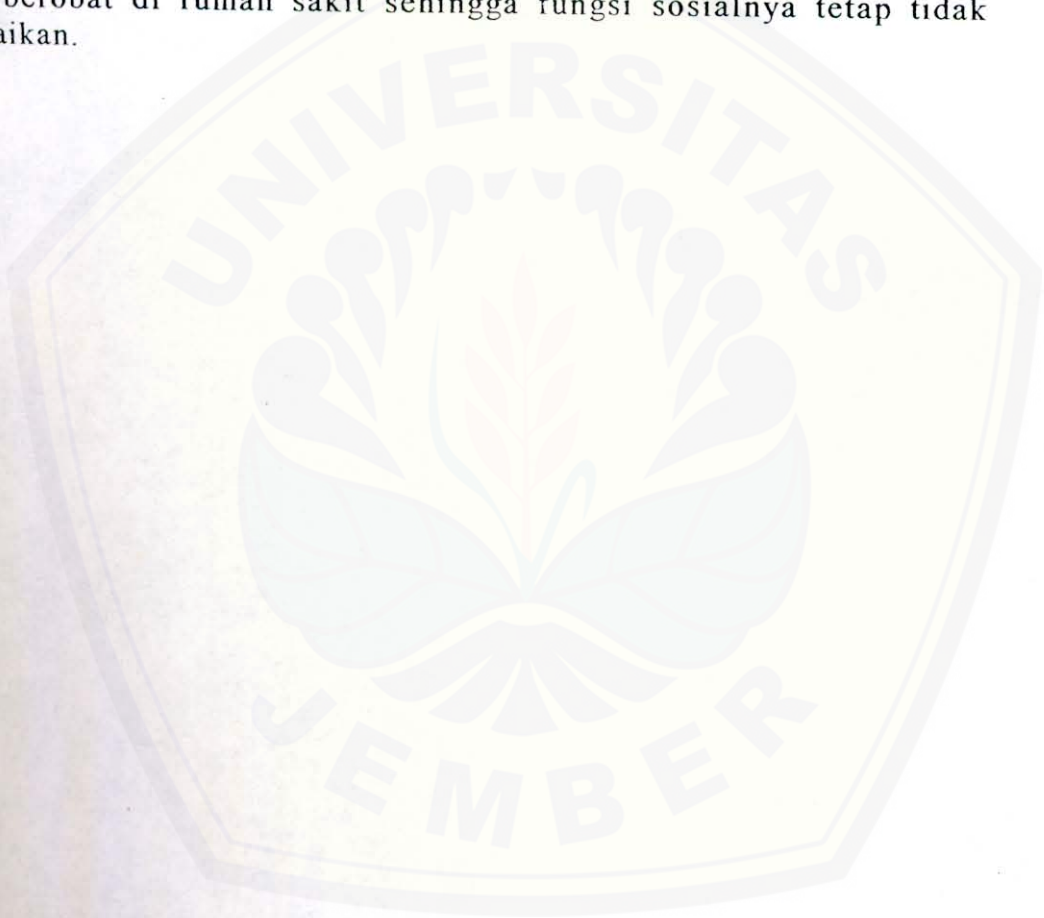 berobat di rumah sakit sehingga fungsi sosialnya tetap tidak
aikan.
UNIVERSITAS
JEMBER